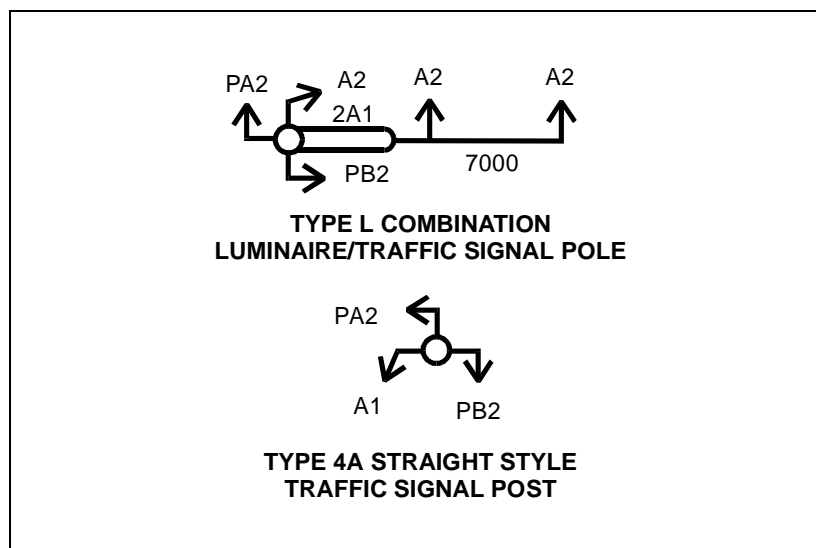 PA2
A2
A2
A2
2A1
PB2
7000
TYPE L COMBINATION
LUMINAIRE/TRAFFIC SIGNAL POLE
PA2
A1
PB2
TYPE 4A STRAIGHT STYLE
TRAFFIC SIGNAL POST